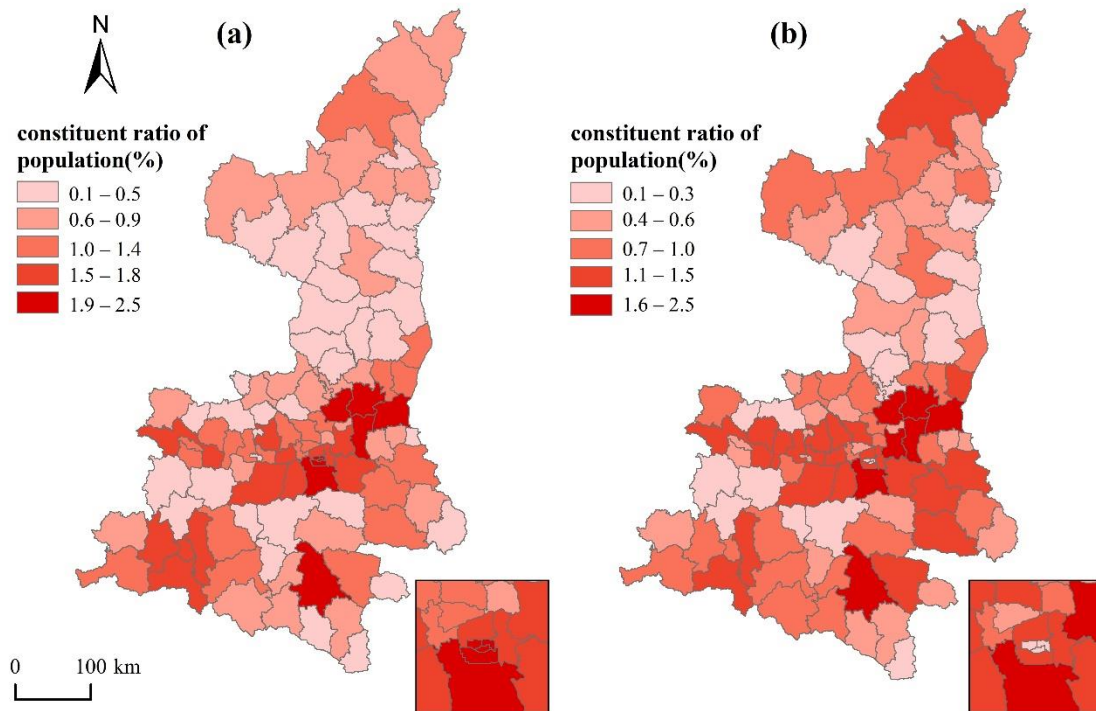 N
(a)
constituent ratio of
population(%)
0.1 – 0.5
0.6 – 0.9
1.0 – 1.4
1.5 – 1.8
1.9 – 2.5
0 100 km
(b)
constituent ratio of
population(%)
0.1 – 0.3
0.4 – 0.6
0.7 – 1.0
1.1 – 1.5
1.6 – 2.5